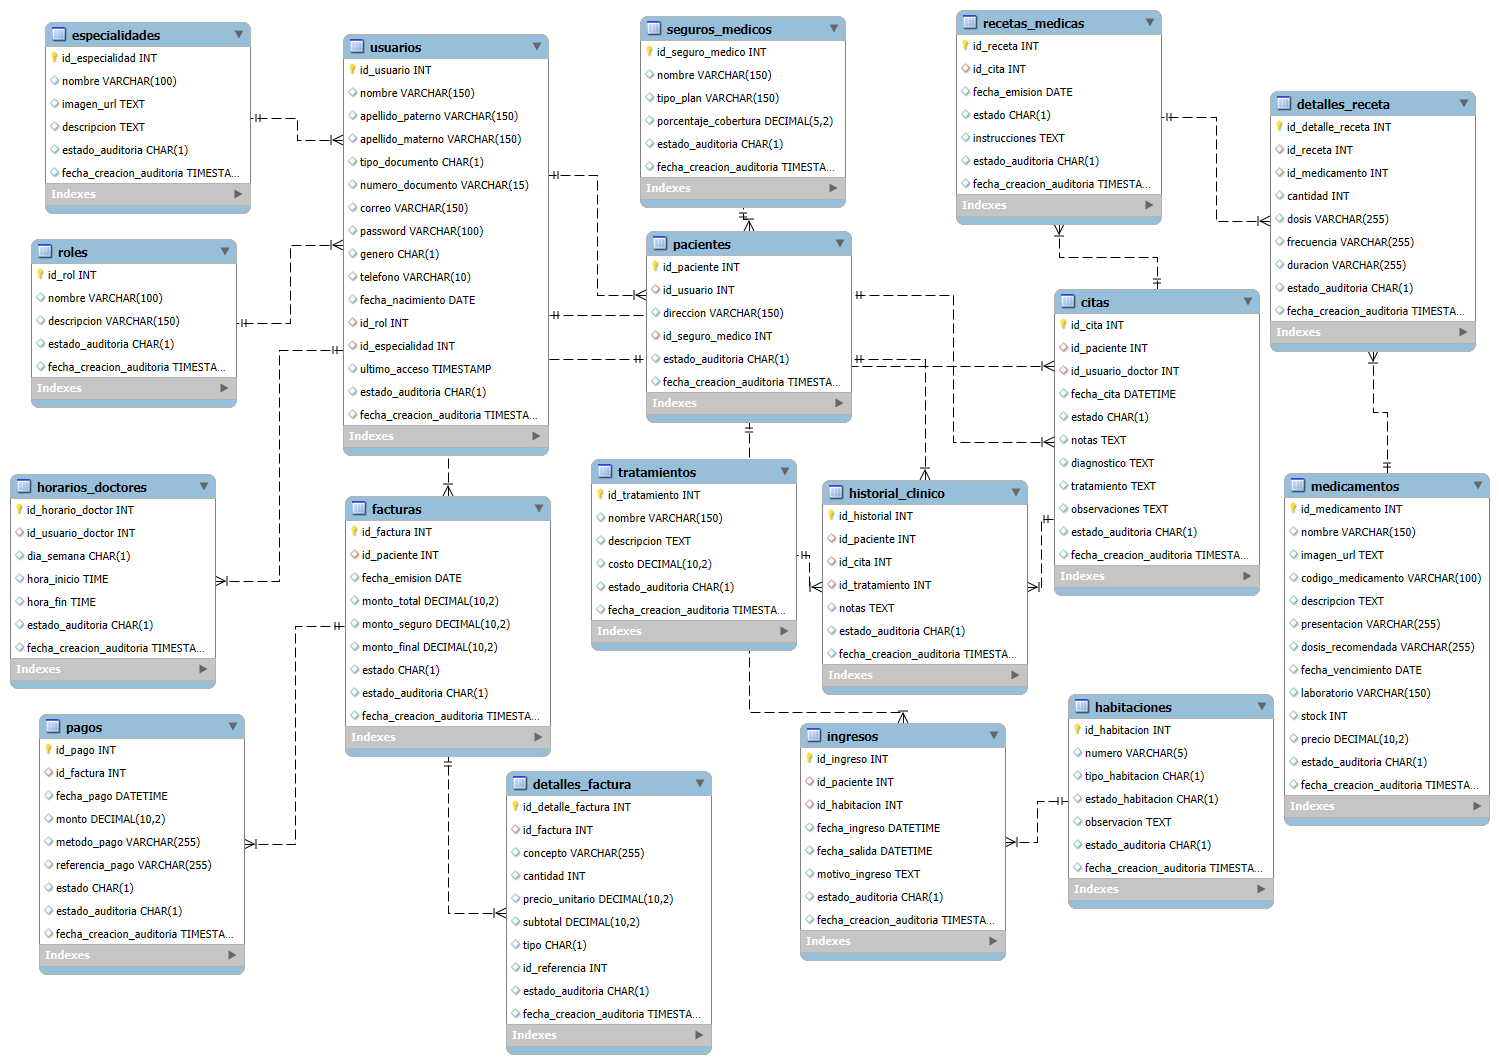 especialidades
id_especialidad INT
nombre VARCHAR(100)
imagen_url TEXT
descripcion TEXT
estado_auditoria CHAR(1)
fecha_creacion_auditoria TIMESTA...
Indexes
usuarios
id_usuario INT
nombre VARCHAR(150)
apellido_paterno VARCHAR(150)
apellido_materno VARCHAR(150)
tipo_documento CHAR(1)
numero_documento VARCHAR(15)
correo VARCHAR(150)
password VARCHAR(100)
genero CHAR(1)
telefono VARCHAR(10)
fecha_nacimiento DATE
id_rol INT
id_especialidad INT
ultimo_acceso TIMESTAMP
estado_auditoria CHAR(1)
fecha_creacion_auditoria TIMESTA...
Indexes
seguros_medicos
id_seguro_medico INT
nombre VARCHAR(150)
tipo_plan VARCHAR(150)
porcentaje_cobertura DECIMAL(5,2)
estado_auditoria CHAR(1)
fecha_creacion_auditoria TIMESTA...
Indexes
recetas_medicas
id_receta INT
id_cita INT
fecha_emision DATE
estado CHAR(1)
instrucciones TEXT
estado_auditoria CHAR(1)
fecha_creacion_auditoria TIMESTA...
Indexes
detalles_receta
id_detalle_receta INT
id_receta INT
id_medicamento INT
cantidad INT
dosis VARCHAR(255)
frecuencia VARCHAR(255)
duracion VARCHAR(255)
estado_auditoria CHAR(1)
fecha_creacion_auditoria TIMESTA...
Indexes
roles
id_rol INT
nombre VARCHAR(100)
descripcion VARCHAR(150)
estado_auditoria CHAR(1)
fecha_creacion_auditoria TIMESTA...
Indexes
pacientes
id_paciente INT
id_usuario INT
direccion VARCHAR(150)
id_seguro_medico INT
estado_auditoria CHAR(1)
fecha_creacion_auditoria TIMESTA...
Indexes
citas
id_cita INT
id_paciente INT
id_usuario_doctor INT
fecha_cita DATETIME
estado CHAR(1)
notas TEXT
diagnostico TEXT
tratamiento TEXT
observaciones TEXT
estado_auditoria CHAR(1)
fecha_creacion_auditoria TIMESTA...
Indexes
horarios_doctores
id_horario_doctor INT
id_usuario_doctor INT
dia_semana CHAR(1)
hora_inicio TIME
hora_fin TIME
estado_auditoria CHAR(1)
fecha_creacion_auditoria TIMESTA...
Indexes
facturas
id_factura INT
id_paciente INT
fecha_emision DATE
monto_total DECIMAL(10,2)
monto_seguro DECIMAL(10,2)
monto_final DECIMAL(10,2)
estado CHAR(1)
estado_auditoria CHAR(1)
fecha_creacion_auditoria TIMESTA...
Indexes
tratamientos
id_tratamiento INT
nombre VARCHAR(150)
descripcion TEXT
costo DECIMAL(10,2)
estado_auditoria CHAR(1)
fecha_creacion_auditoria TIMESTA...
Indexes
historial_clinico
id_historial INT
id_paciente INT
id_cita INT
id_tratamiento INT
notas TEXT
estado_auditoria CHAR(1)
fecha_creacion_auditoria TIMESTA...
Indexes
medicamentos
id_medicamento INT
nombre VARCHAR(150)
imagen_url TEXT
codigo_medicamento VARCHAR(100)
descripcion TEXT
presentacion VARCHAR(255)
dosis_recomendada VARCHAR(255)
fecha_vencimiento DATE
laboratorio VARCHAR(150)
stock INT
precio DECIMAL(10,2)
estado_auditoria CHAR(1)
fecha_creacion_auditoria TIMESTA...
Indexes
pagos
id_pago INT
id_factura INT
fecha_pago DATETIME
monto DECIMAL(10,2)
metodo_pago VARCHAR(255)
referencia_pago VARCHAR(255)
estado CHAR(1)
estado_auditoria CHAR(1)
fecha_creacion_auditoria TIMESTA...
Indexes
detalles_factura
id_detalle_factura INT
id_factura INT
concepto VARCHAR(255)
cantidad INT
precio_unitario DECIMAL(10,2)
subtotal DECIMAL(10,2)
tipo CHAR(1)
id_referencia INT
estado_auditoria CHAR(1)
fecha_creacion_auditoria TIMESTA...
Indexes
ingresos
id_ingreso INT
id_paciente INT
id_habitacion INT
fecha_ingreso DATETIME
fecha_salida DATETIME
motivo_ingreso TEXT
estado_auditoria CHAR(1)
fecha_creacion_auditoria TIMESTA...
Indexes
habitaciones
id_habitacion INT
numero VARCHAR(5)
tipo_habitacion CHAR(1)
estado_habitacion CHAR(1)
observacion TEXT
estado_auditoria CHAR(1)
fecha_creacion_auditoria TIMESTA...
Indexes